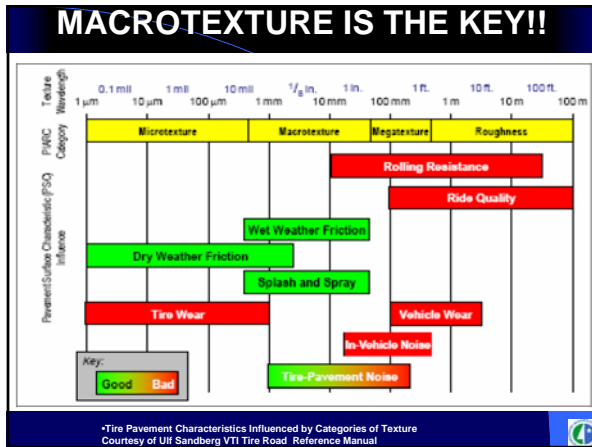 MACROTEXTURE IS THE KEY!!
Texture
Wavelength
0.1 mil 1 mil 10 mil 1/8 in. 1 in. 1 ft. 10 ft. 100 ft.
1 µm 10 µm 100 µm 1 mm 10 mm 100 mm 1 m 10 m 100 m
PIARC
Category
Microtexture Macrotexture Megatexture Roughness
Pavement Surface Characteristic (PSC)
Influence
Rolling Resistance
Ride Quality
Wet Weather Friction
Dry Weather Friction
Splash and Spray
Tire Wear Vehicle Wear
In-Vehicle Noise
Key:
Good Bad
Tire-Pavement Noise
•Tire Pavement Characteristics Influenced by Categories of Texture
Courtesy of Ulf Sandberg VTI Tire Road Reference Manual